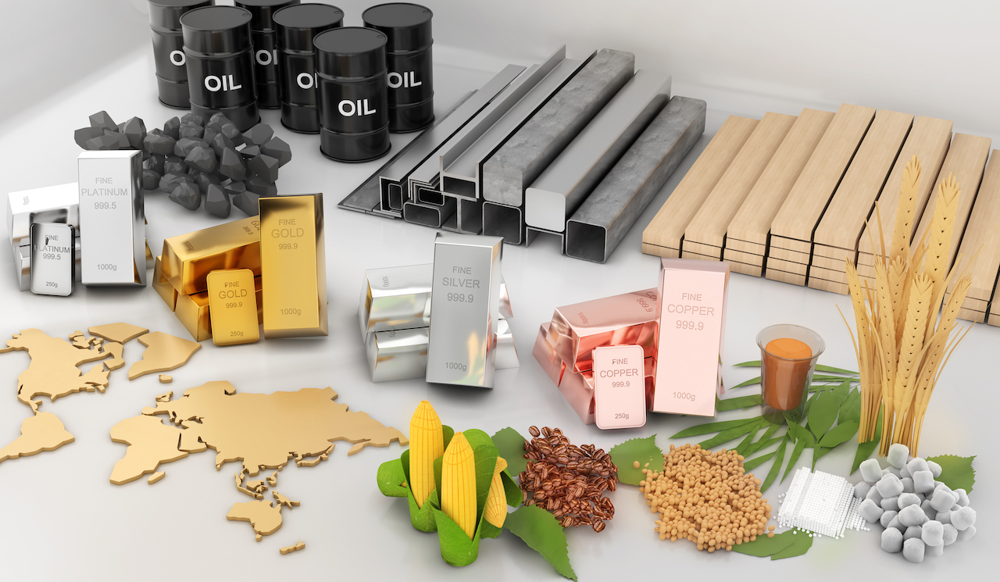 OIL
OIL
OIL
OIL
OIL
OIL
FINE
PLATINUM
999.5
1000g
FINE
PLATINUM
999.5
250g
FINE
GOLD
999.9
1000g
FINE
GOLD
999.9
250g
FINE
SILVER
999.9
1000g
FINE
COPPER
999.9
1000g
FINE
COPPER
999.9
250g